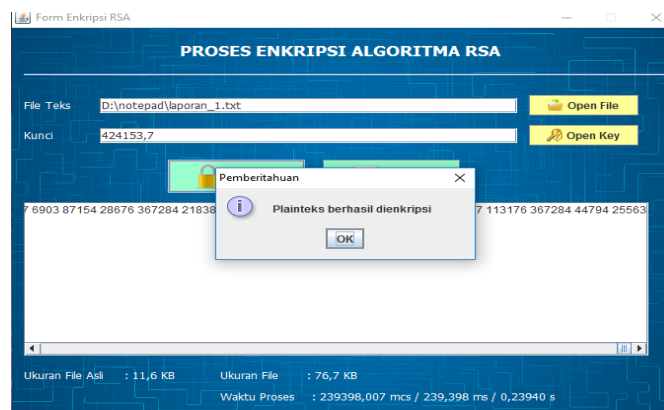 Form Enkripsi RSA
PROSES ENKRIPSI ALGORITMA RSA
File Teks D:\notepad\laporan_1.txt Open File
Kunci 424153,7 Open Key
Pemberitahuan
Plainteks berhasil dienkripsi
OK
7 6903 87154 28676 367284 21838 7 113176 367284 44794 25563
Ukuran File Asli : 11,6 KB Ukuran File : 76,7 KB
Waktu Proses : 239398,007 mcs / 239,398 ms / 0,23940 s